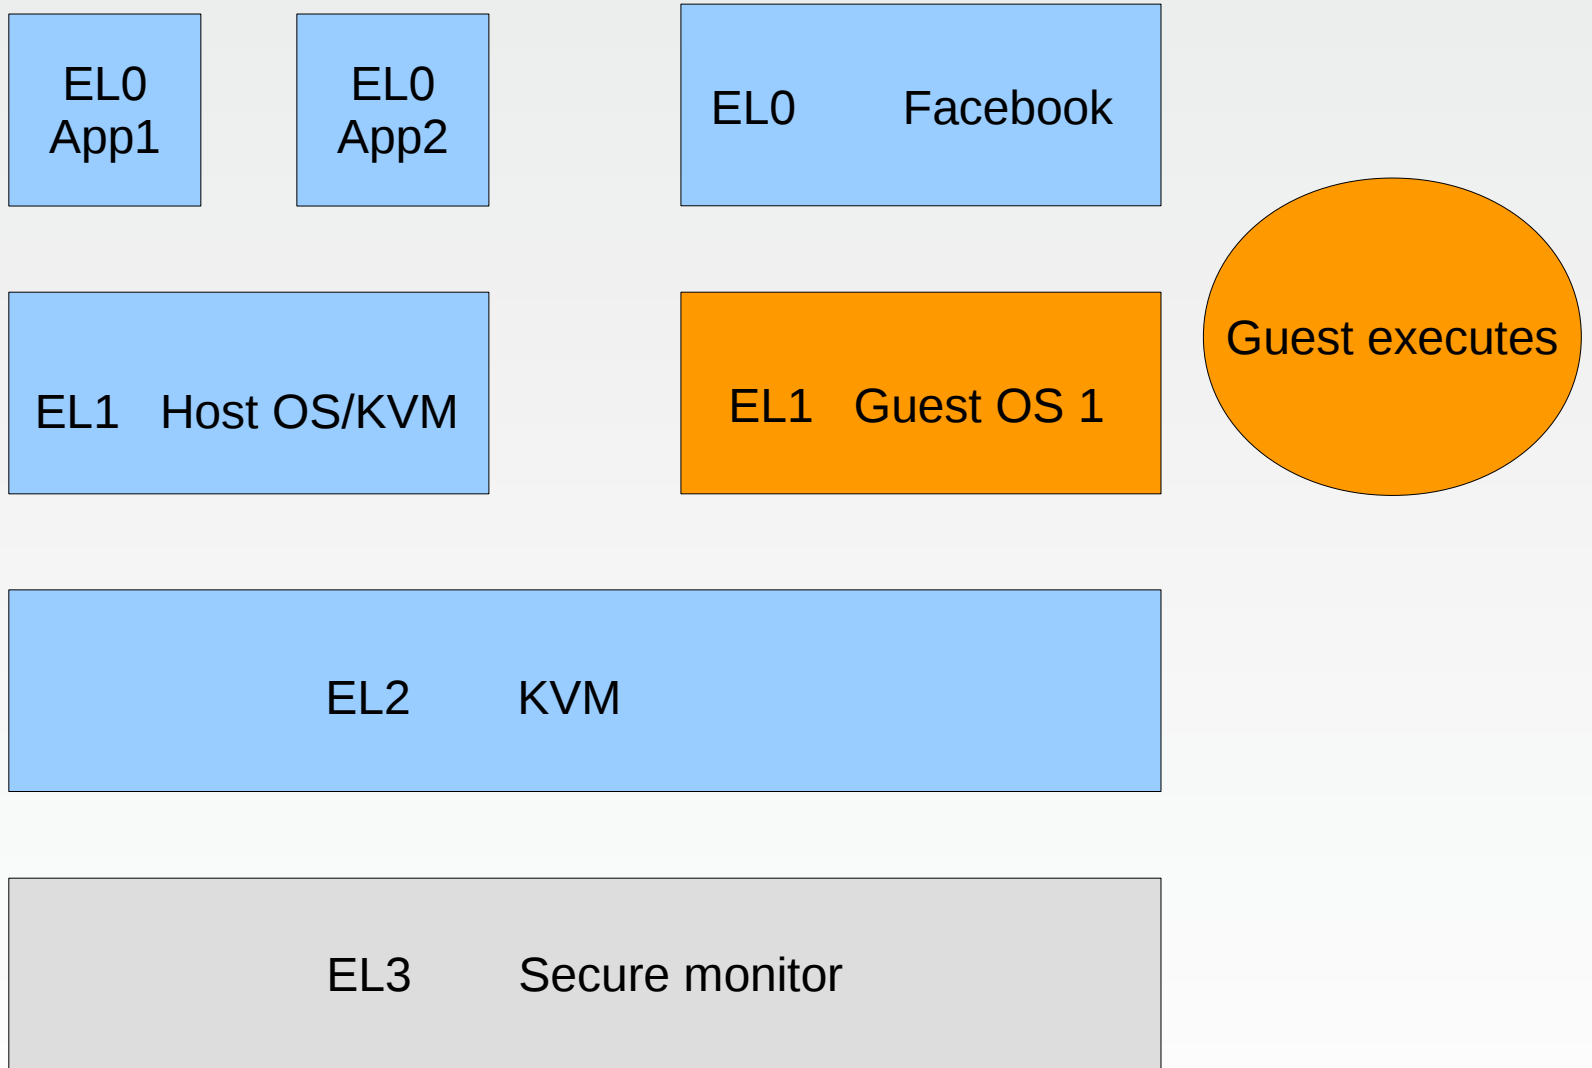 EL0
App1
EL0
App2
EL0 Facebook
EL1 Host OS/KVM
EL1 Guest OS 1
Guest executes
EL2 KVM
EL3 Secure monitor